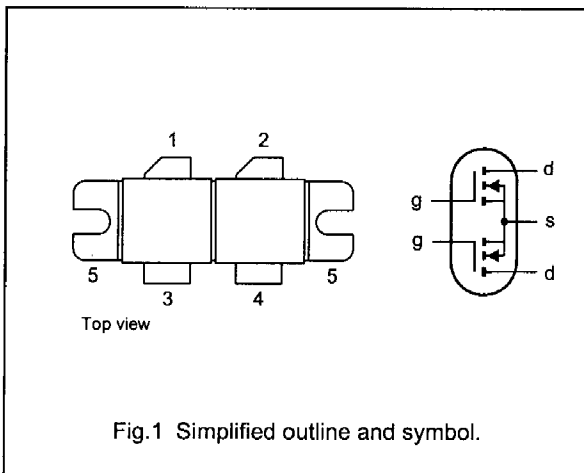 1 2
d
g
s
g
d
5 5
3 4
Top view
Fig.1 Simplified outline and symbol.